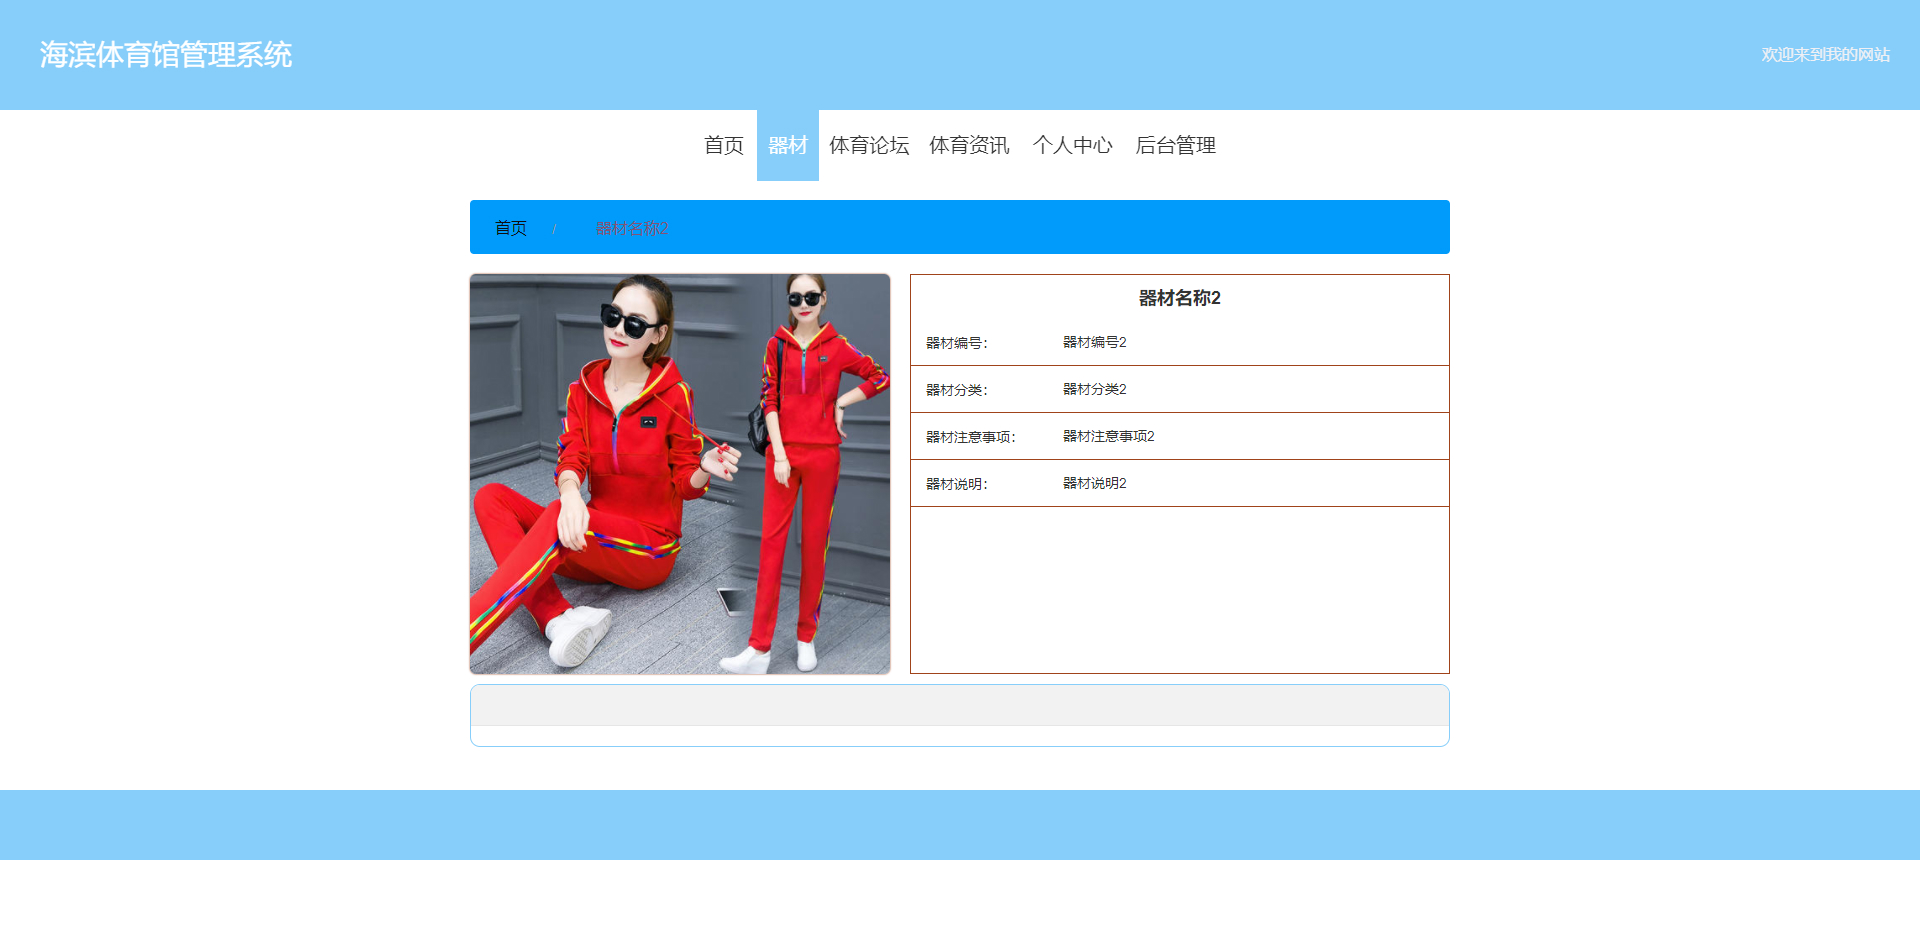 海滨体育馆管理系统
欢迎来到我的网站
首页 器材 体育论坛 体育资讯 个人中心 后台管理
首页 / 器材名称2
器材名称2
器材编号: 器材编号2
器材分类: 器材分类2
器材注意事项: 器材注意事项2
器材说明: 器材说明2